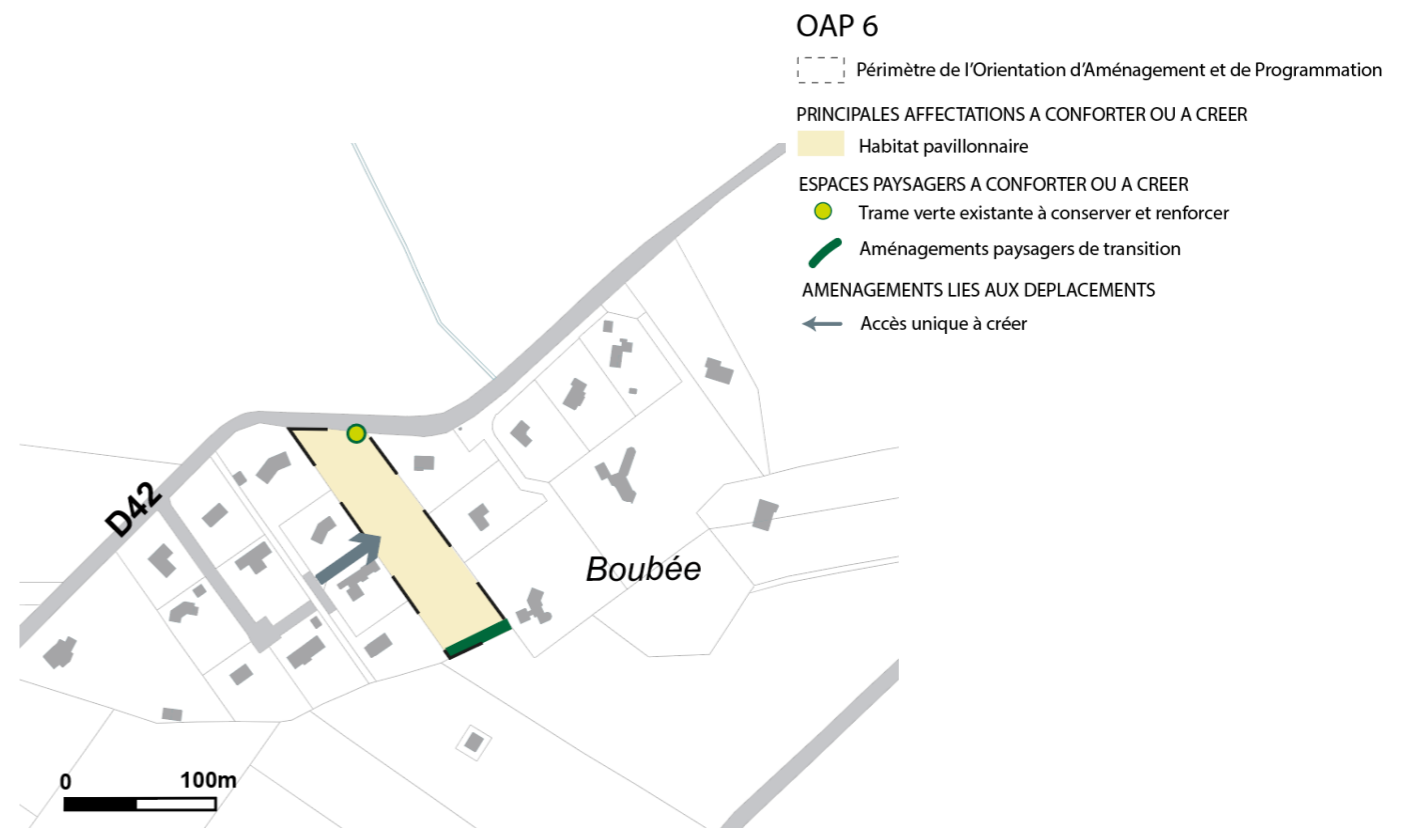 OAP 6
Périmètre de l'Orientation d'Aménagement et de Programmation
PRINCIPALES AFFECTATIONS A CONFORTER OU A CREER
Habitat pavillonnaire
ESPACES PAYSAGERS A CONFORTER OU A CREER
Trame verte existante à conserver et renforcer
Aménagements paysagers de transition
AMENAGEMENTS LIES AUX DEPLACEMENTS
Accès unique à créer
D42
Boubée
0 100m